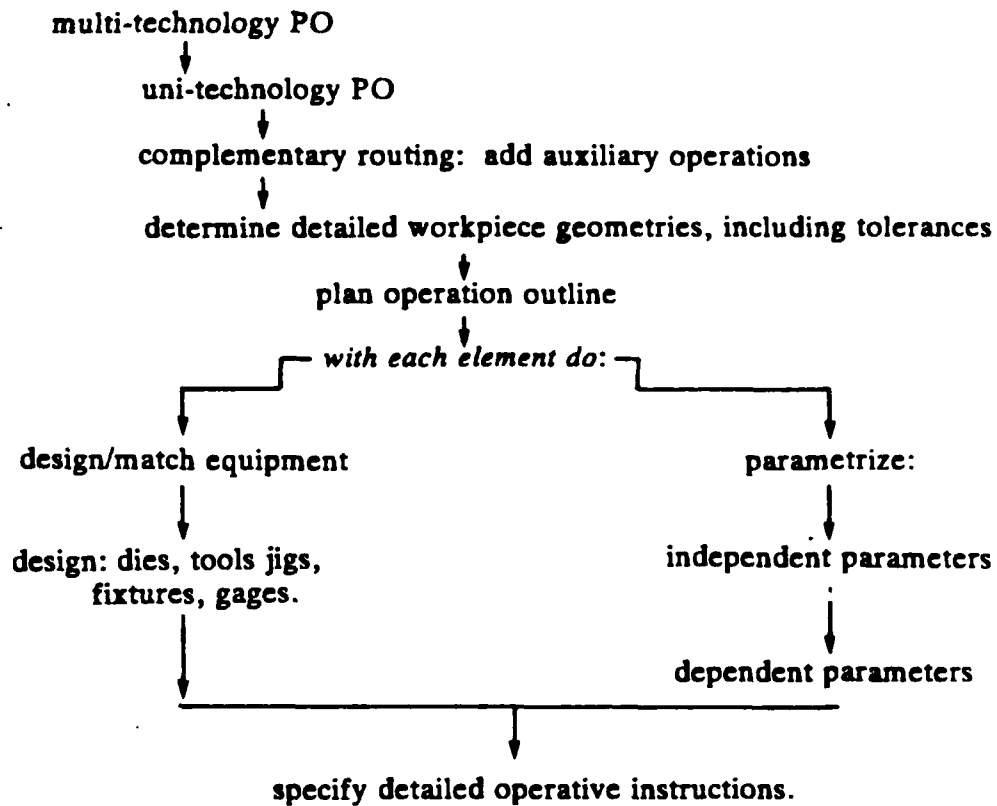 multi-technology PO
uni-technology PO
complementary routing: add auxiliary operations
determine detailed workpiece geometries, including tolerances
plan operation outline
with each element do:
design/match equipment
parametrize:
design: dies, tools jigs,
fixtures, gages.
independent parameters
dependent parameters
specify detailed operative instructions.